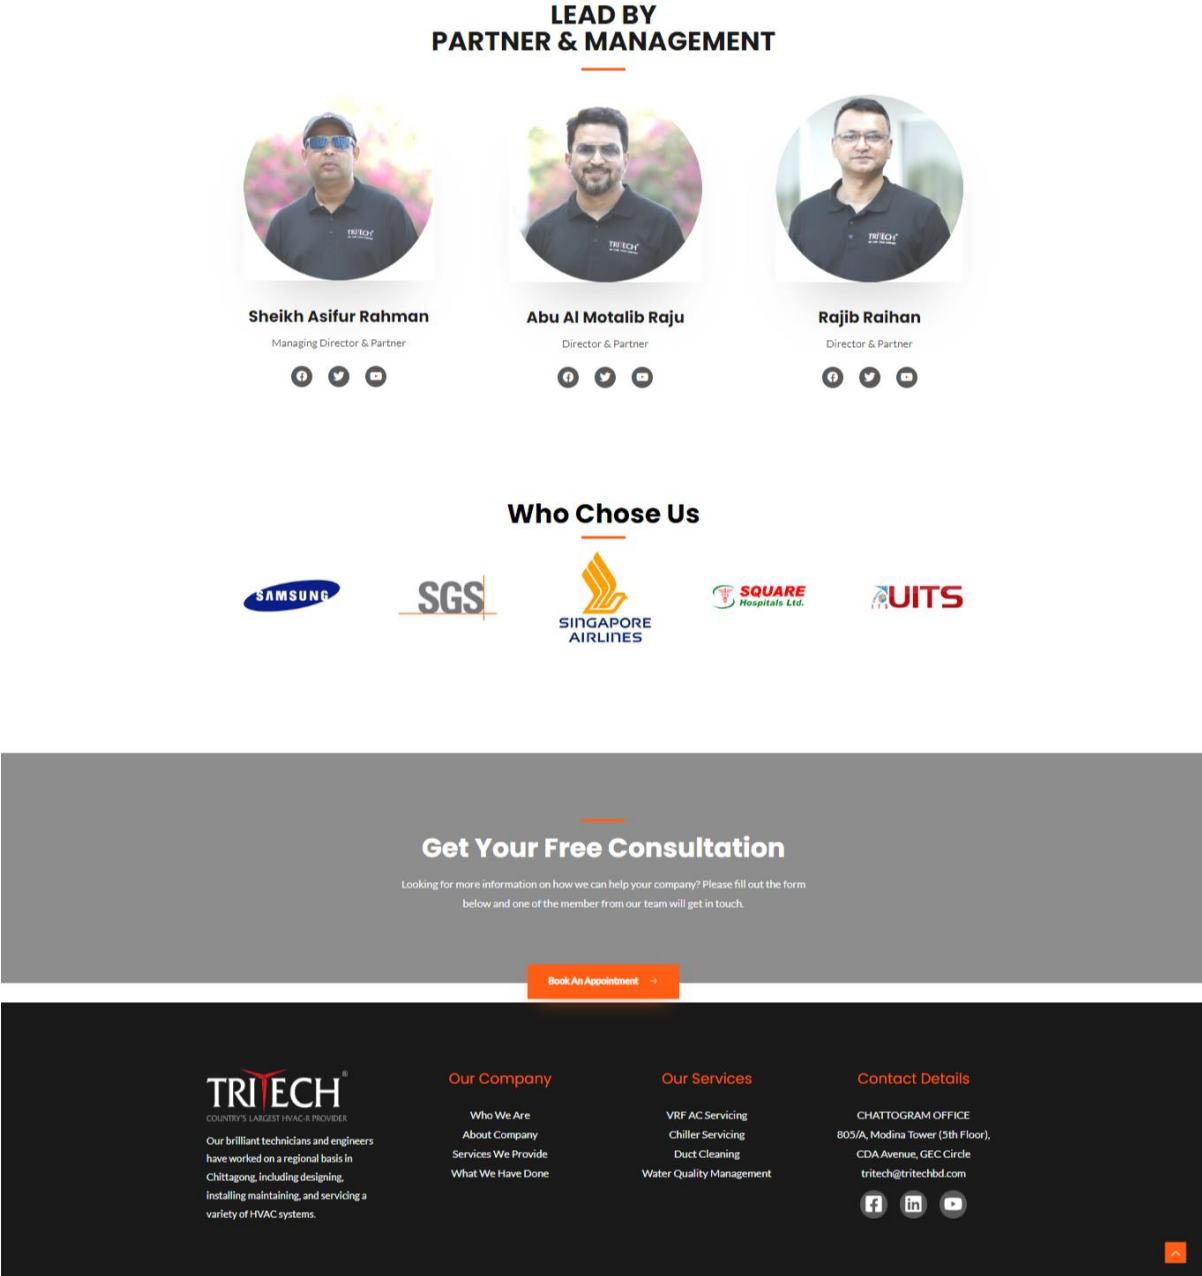 LEAD BY
PARTNER & MANAGEMENT
TRITECH
TRITECH
TRITECH
Sheikh Asifur Rahman
Abu Al Motalib Raju
Rajib Raihan
Managing Director & Partner
Director & Partner
Director & Partner
Who Chose Us
SAMSUNG
SGS
SINGAPORE
AIRLINES
SQUARE
Hospitals Ltd.
UITS
Get Your Free Consultation
Looking for more information on how we can help your company? Please fill out the form
below and one of the member from our team will get in touch.
Book An Appointment →
TRITECH®
COUNTRY'S LARGEST HVAC-R PROVIDER
Our brilliant technicians and engineers
have worked on a regional basis in
Chittagong, including designing,
installing maintaining, and servicing a
variety of HVAC systems.
Our Company
Who We Are
About Company
Services We Provide
What We Have Done
Our Services
VRF AC Servicing
Chiller Servicing
Duct Cleaning
Water Quality Management
Contact Details
CHATTOGRAM OFFICE
805/A, Modina Tower (5th Floor),
CDA Avenue, GEC Circle
tritech@tritechbd.com